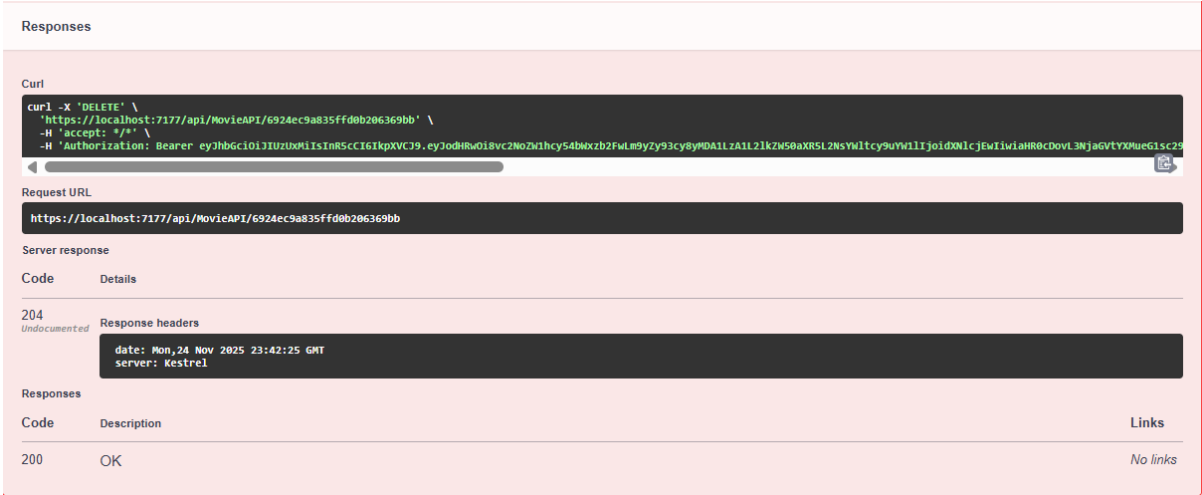 Responses
Curl
curl -X 'DELETE' \
'https://localhost:7177/api/MovieAPI/6924ec9a835ffd0b206369bb' \
-H 'accept: */*' \
-H 'Authorization: Bearer
Request URL
https://localhost:7177/api/MovieAPI/6924ec9a835ffd0b206369bb
Server response
Code Details
204
Undocumented
Response headers
date: Mon,24 Nov 2025 23:42:25 GMT
server: Kestrel
Responses
Code Description Links
200 OK No links